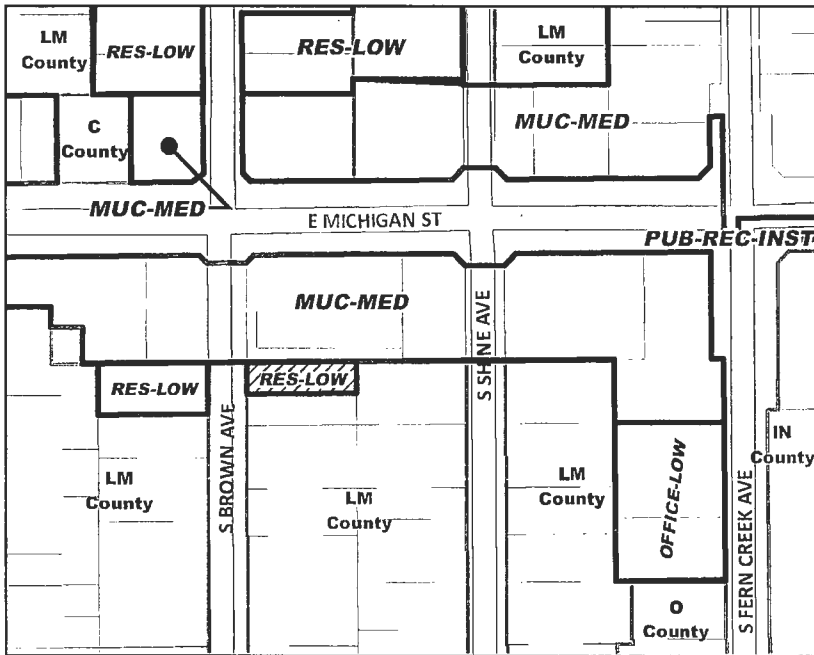 LM
County
RES-LOW
RES-LOW
LM
County
C
County
MUC-MED
MUC-MED
E MICHIGAN ST
PUB-REC-INST
MUC-MED
S SHINE AVE
RES-LOW
RES-LOW
S BROWN AVE
LM
County
LM
County
LM
County
OFFICE-LOW
IN
County
S FERN CREEK AVE
O
County